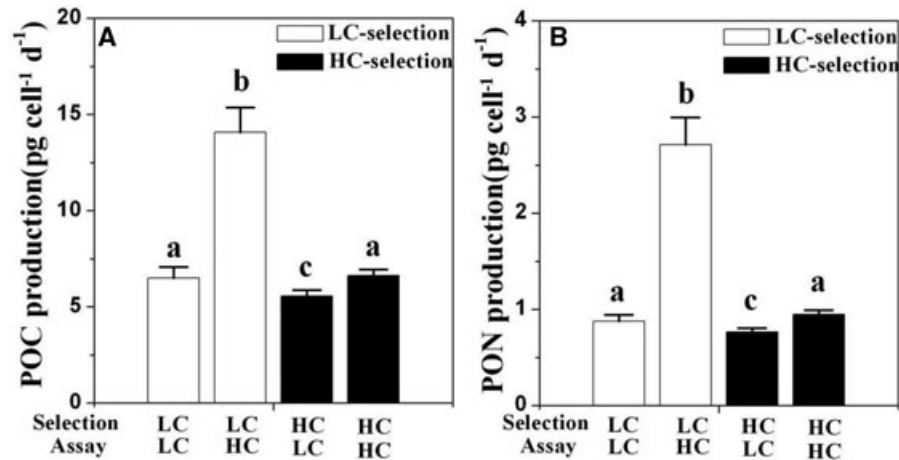 A
LC-selection
HC-selection
20
15
10
5
0
POC production(pg cell⁻¹ d⁻¹)
a
b
c
a
Selection LC LC HC HC
Assay LC HC LC HC
B
LC-selection
HC-selection
4
3
2
1
0
PON production(pg cell⁻¹ d⁻¹)
a
b
c
a
LC LC HC HC
LC HC LC HC